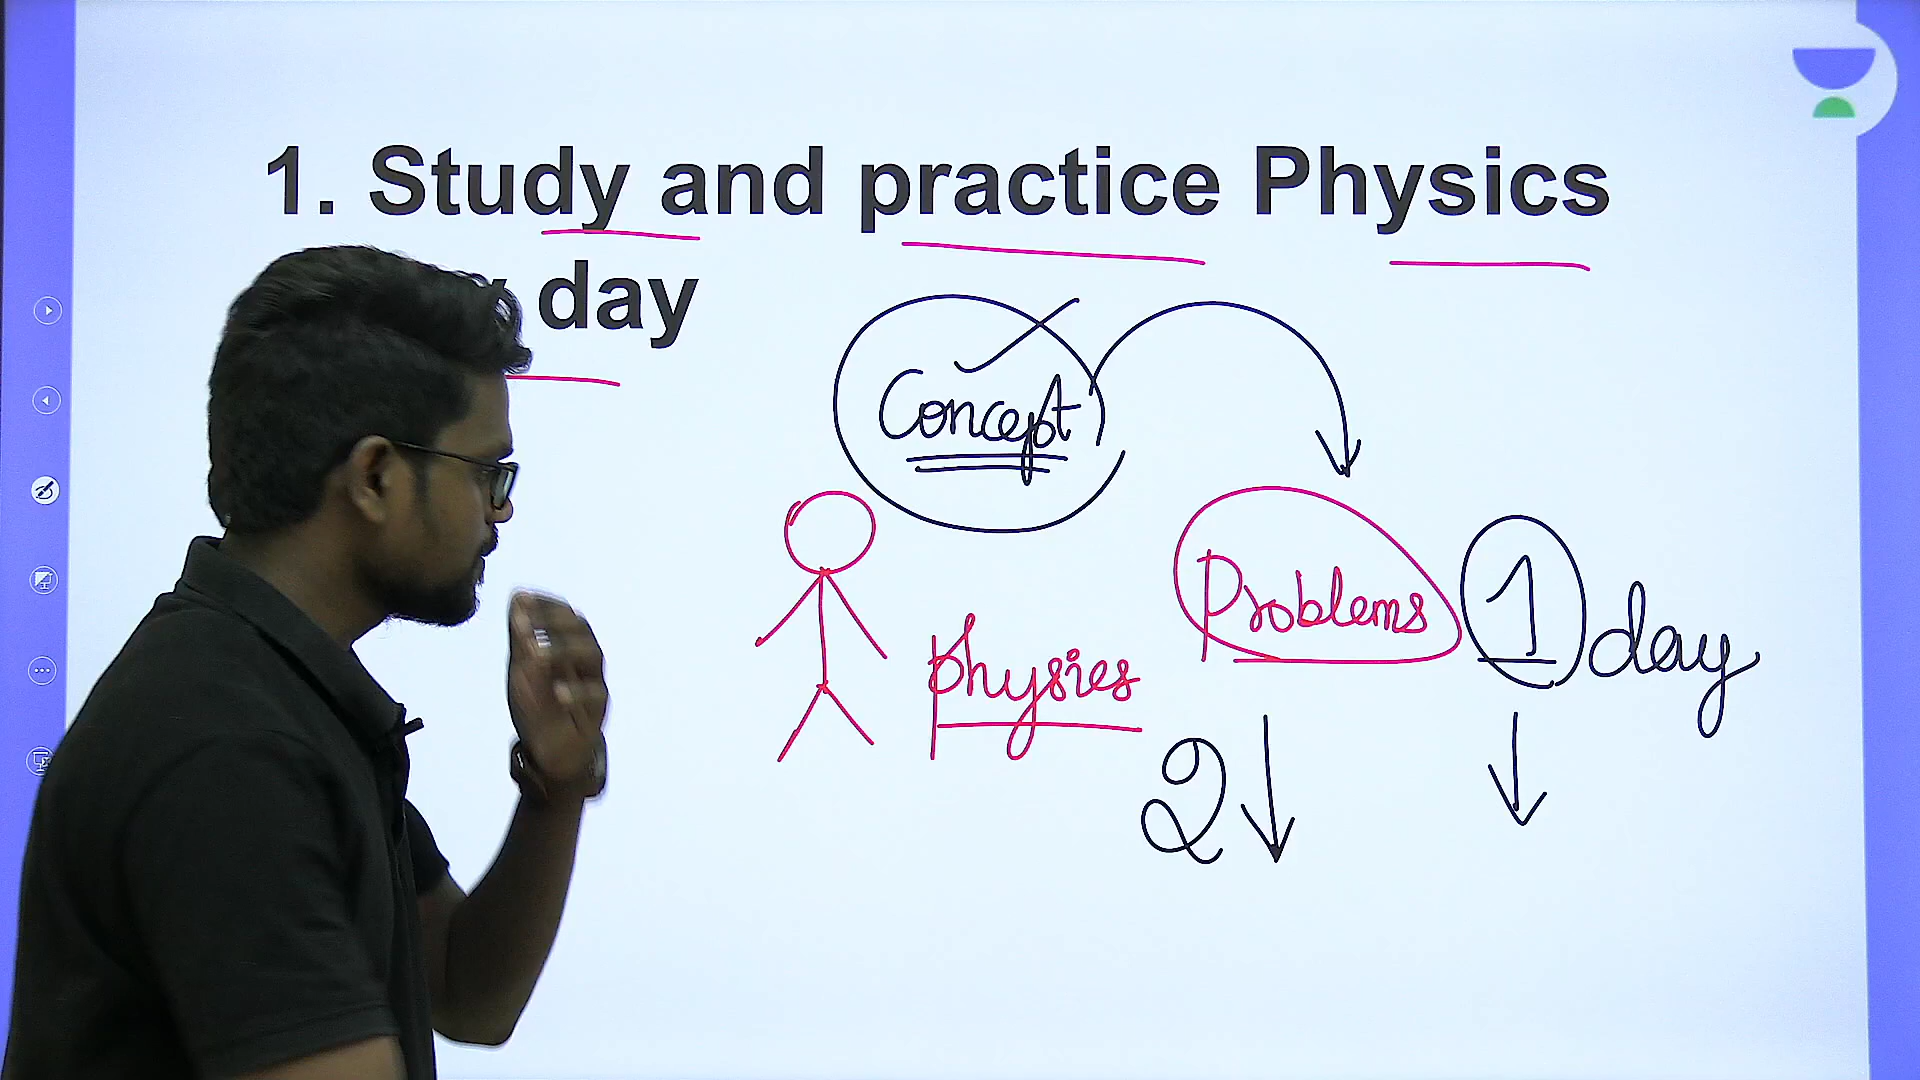 1. Study and practice Physics
day
Concept
Problems
1 day
physics
2